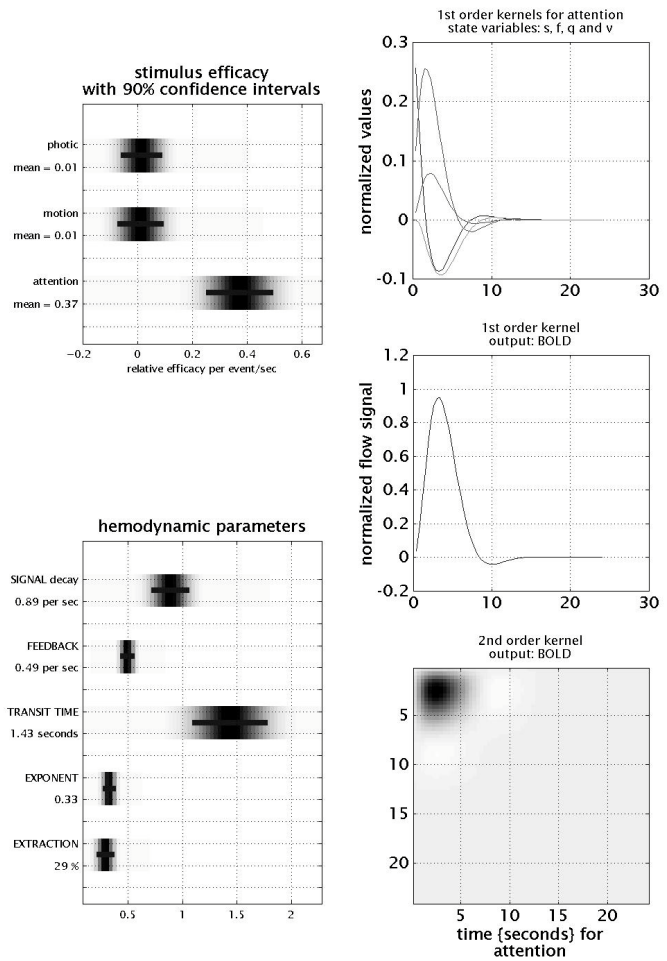 stimulus efficacy
with 90% confidence intervals
photic
mean = 0.01
motion
mean = 0.01
attention
mean = 0.37
−0.2 0 0.2 0.4 0.6
relative efficacy per event/sec
hemodynamic parameters
SIGNAL decay
0.89 per sec
FEEDBACK
0.49 per sec
TRANSIT TIME
1.43 seconds
EXPONENT
0.33
EXTRACTION
29 %
0.5 1 1.5 2
1st order kernels for attention
state variables: s, f, q and v
normalized values
0.3
0.2
0.1
0
-0.1
0 10 20 30
1st order kernel
output: BOLD
normalized flow signal
1.2
1
0.8
0.6
0.4
0.2
0
-0.2
0 10 20 30
2nd order kernel
output: BOLD
5
10
15
20
5 10 15 20
time {seconds} for
attention